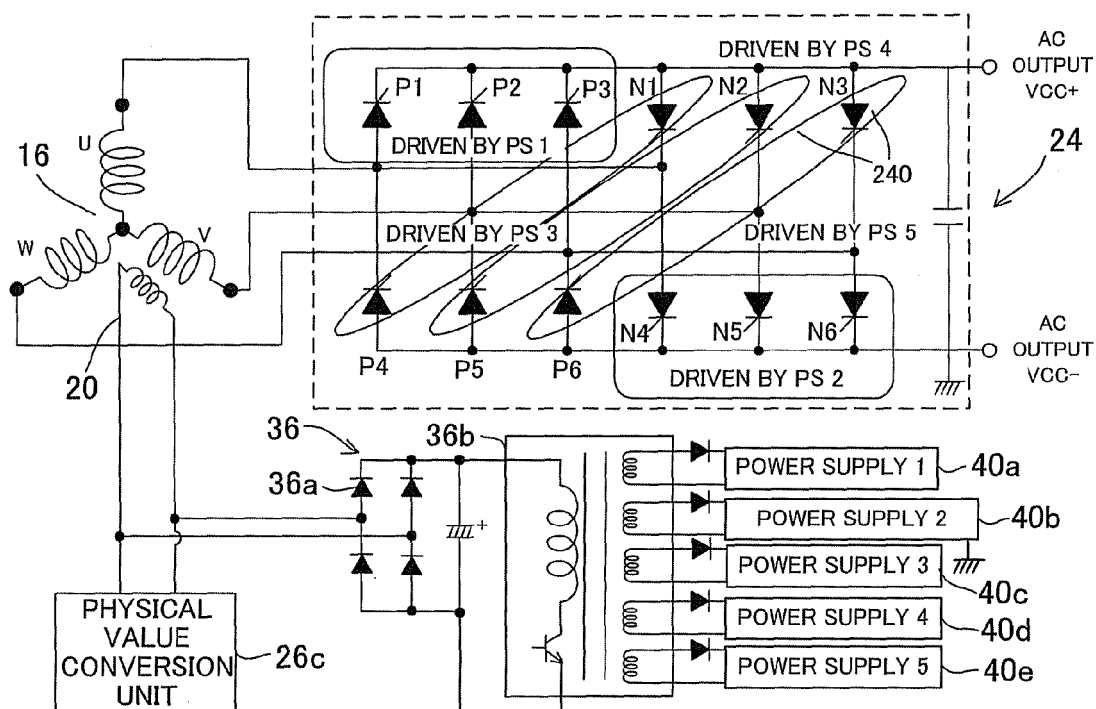 DRIVEN BY PS 4
AC
OUTPUT
VCC+
P1
P2
P3
N1
N2
N3
U
DRIVEN BY PS 1
240
24
16
W
V
DRIVEN BY PS 3
DRIVEN BY PS 5
20
P4
P5
P6
N4
N5
N6
DRIVEN BY PS 2
AC
OUTPUT
VCC-
36
36a
36b
+
POWER SUPPLY 1
40a
POWER SUPPLY 2
40b
POWER SUPPLY 3
40c
POWER SUPPLY 4
40d
POWER SUPPLY 5
40e
PHYSICAL
VALUE
CONVERSION
UNIT
26c